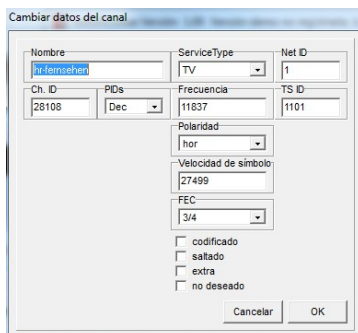 Cambiar datos del canal
Nombre ServiceType Net ID
hr-fernsehen TV 1
Ch. ID PIDs Frecuencia TS ID
28108 Dec 11837 1101
Polaridad
hor
Velocidad de símbolo
27499
FEC
3/4
codificado
saltado
extra
no deseado
Cancelar OK